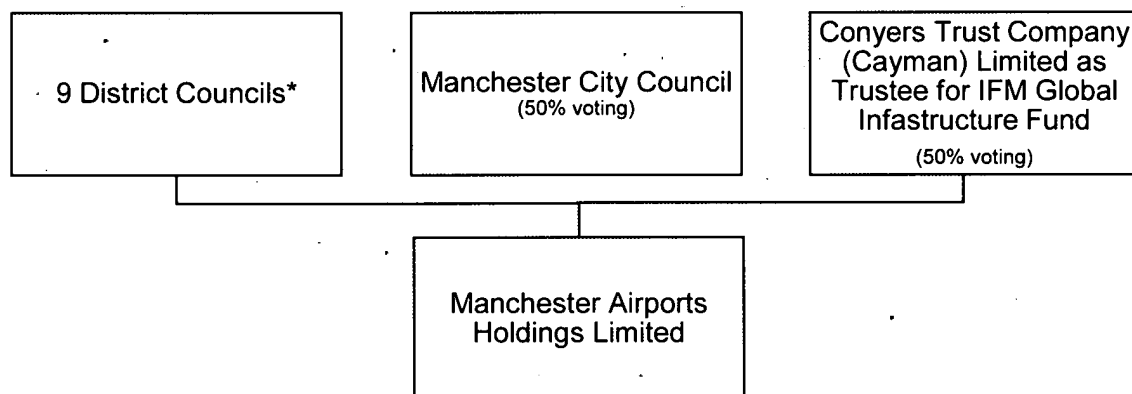 9 District Councils*
Manchester City Council
(50% voting)
Conyers Trust Company
(Cayman) Limited as
Trustee for IFM Global
Infastructure Fund
(50% voting)
Manchester Airports
Holdings Limited